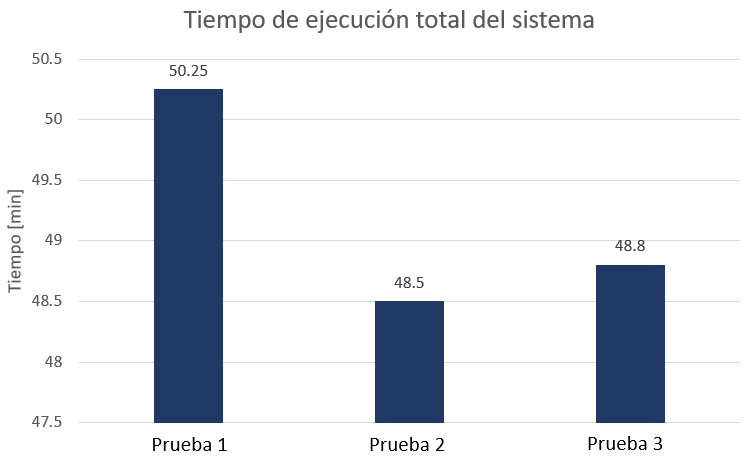 Tiempo de ejecución total del sistema
50.5
50
49.5
49
48.5
48
47.5
Tiempo [min]
50.25
48.5
48.8
Prueba 1
Prueba 2
Prueba 3